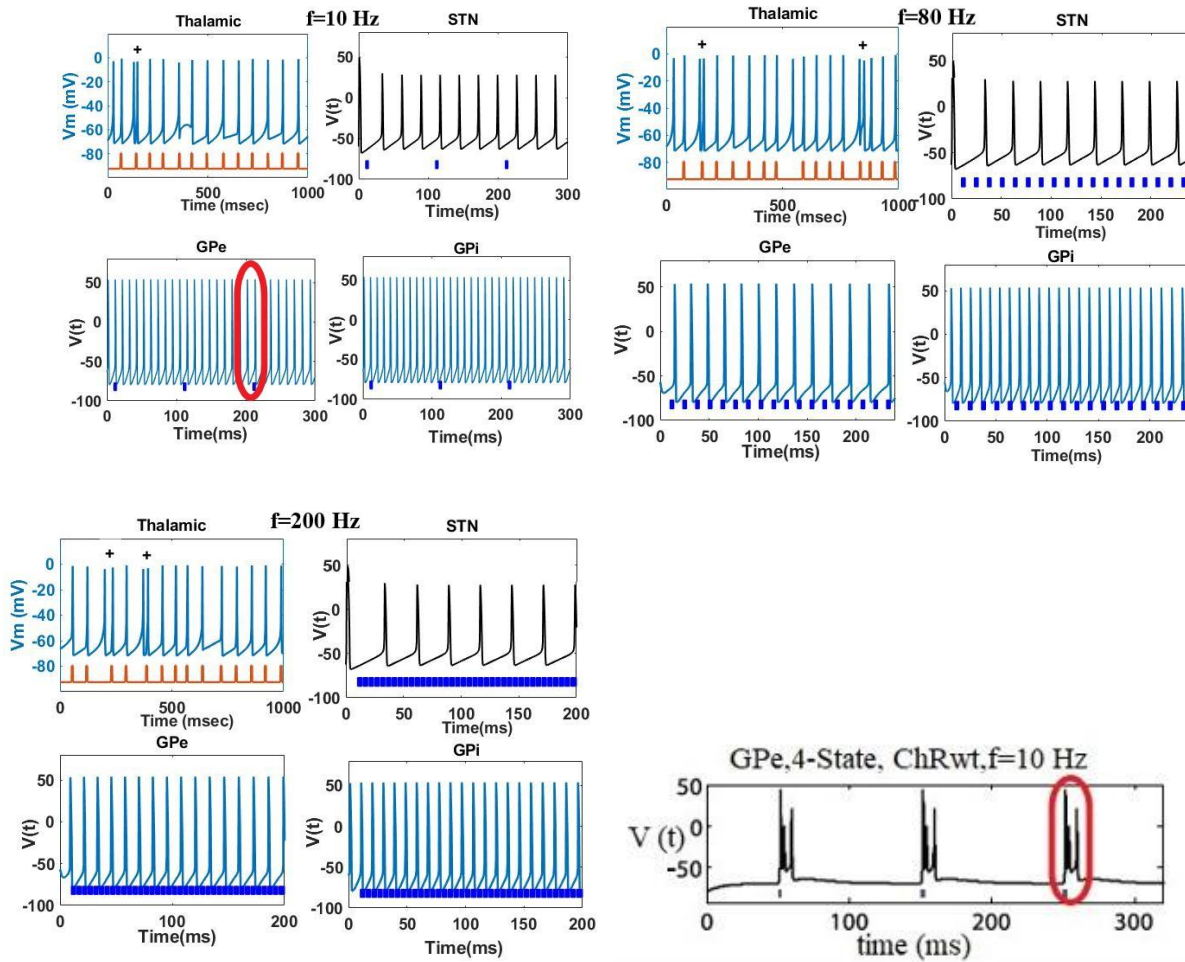 Thalamic
f=10 Hz
STN
+
Vm (mV)
0
-20
-40
-60
-80
0
500
1000
Time (msec)
V(t)
50
0
-50
-100
0
100
200
300
Time(ms)
Thalamic
f=80 Hz
STN
+
+
Vm (mV)
0
-20
-40
-60
-80
0
500
1000
Time (msec)
V(t)
50
0
-50
-100
0
50
100
150
200
Time(ms)
GPe
V(t)
50
0
-50
-100
0
100
200
300
Time(ms)
GPi
V(t)
50
0
-50
-100
0
100
200
300
Time(ms)
GPe
V(t)
50
0
-50
-100
0
50
100
150
200
Time(ms)
GPi
V(t)
50
0
-50
-100
0
50
100
150
200
Time(ms)
Thalamic
f=200 Hz
STN
+
+
Vm (mV)
0
-20
-40
-60
-80
0
500
1000
Time (msec)
V(t)
50
0
-50
-100
0
50
100
150
200
Time(ms)
GPe
V(t)
50
0
-50
-100
0
100
200
Time(ms)
GPi
V(t)
50
0
-50
-100
0
50
100
150
200
Time(ms)
GPe,4-State, ChRwt,f=10 Hz
V (t)
50
0
-50
0
100
200
300
time (ms)